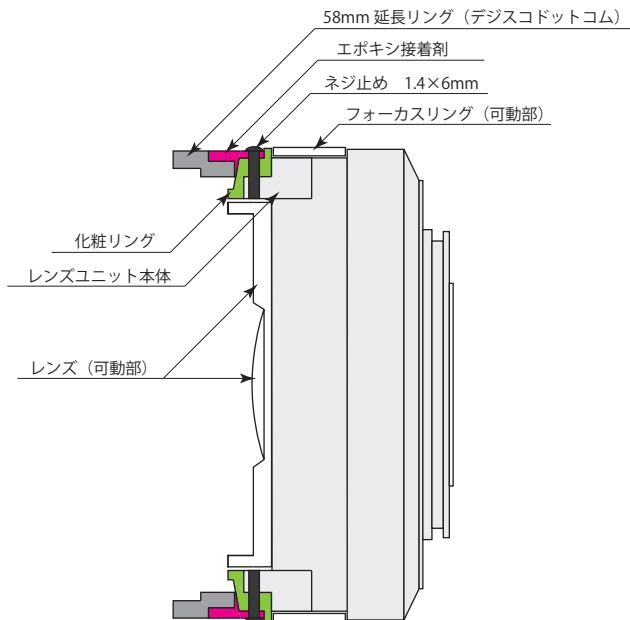 58mm 延長リング（デジスコドットコム）
エポキシ接着剤
ネジ止め　1.4×6mm
フォーカスリング（可動部）
化粧リング
レンズユニット本体
レンズ（可動部）